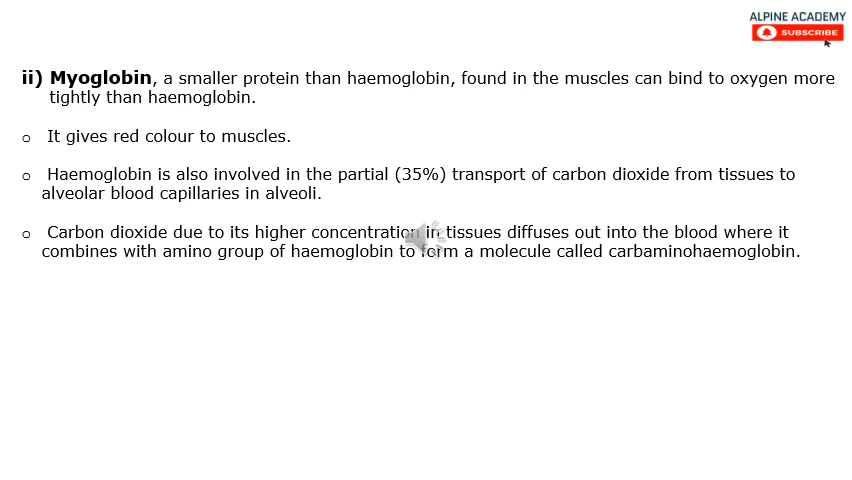 ALPINE ACADEMY
SUBSCRIBE
ii) Myoglobin, a smaller protein than haemoglobin, found in the muscles can bind to oxygen more
tightly than haemoglobin.
o It gives red colour to muscles.
o Haemoglobin is also involved in the partial (35%) transport of carbon dioxide from tissues to
alveolar blood capillaries in alveoli.
o Carbon dioxide due to its higher concentration in tissues diffuses out into the blood where it
combines with amino group of haemoglobin to form a molecule called carbaminohaemoglobin.